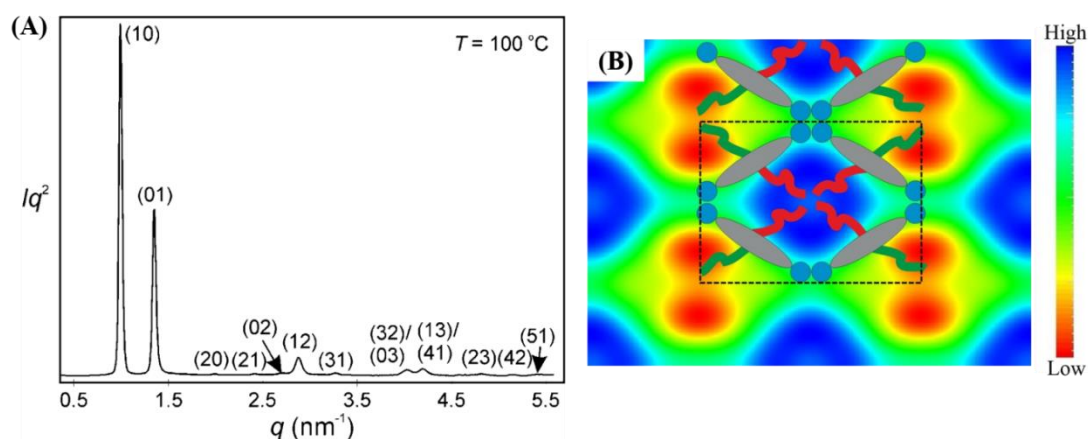 (A)
(10)
T = 100 °C
(01)
Iq²
(02)
(12)
(32)/
(03)
(13)/
(41)
(51)
(20)
(21)
(31)
(23)
(42)
0.5
1.5
2.5
3.5
4.5
5.5
q (nm⁻¹)
(B)
High
Low